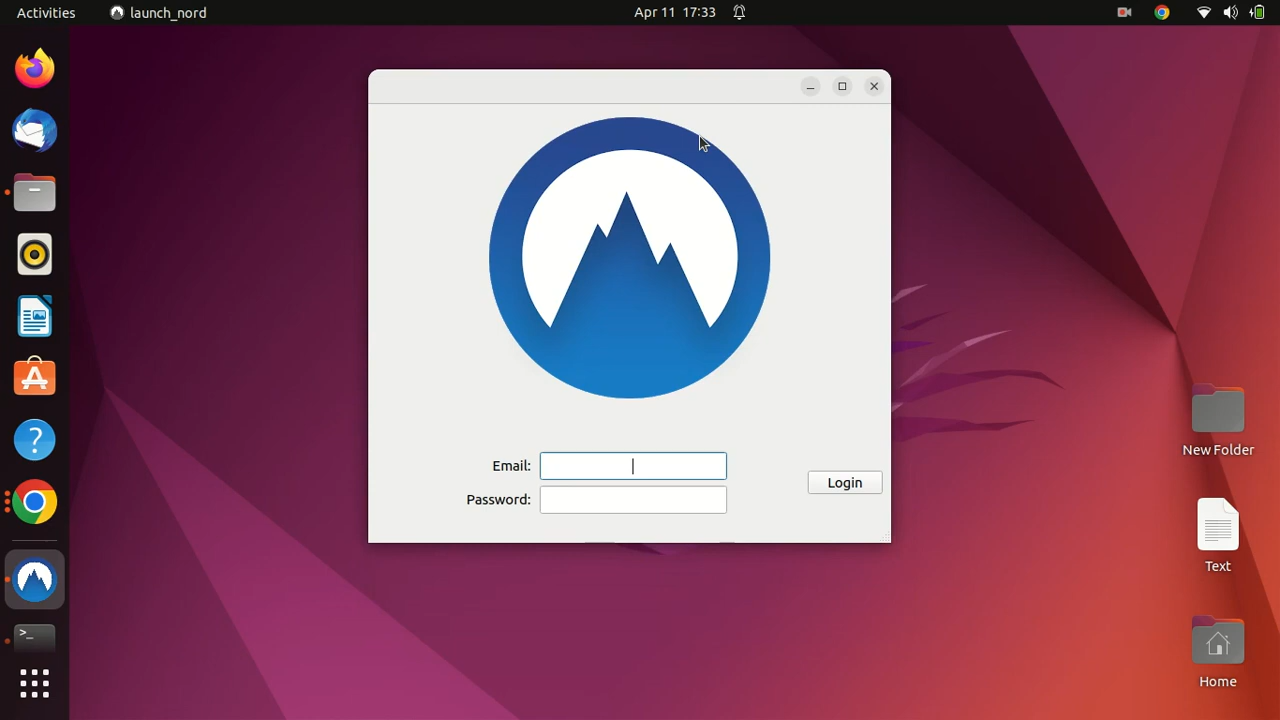 Activities
launch_nord
Apr 11 17:33
Email:
Password:
Login
New Folder
Text
Home